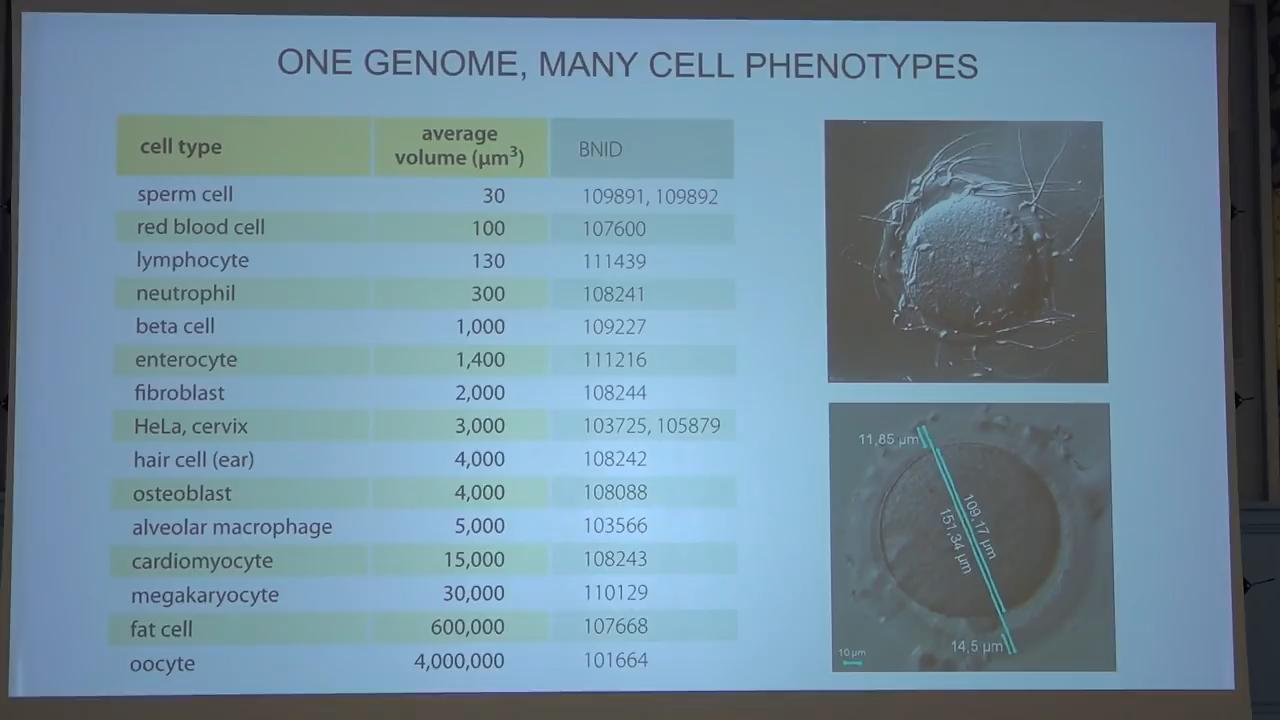 ONE GENOME, MANY CELL PHENOTYPES
cell type average volume (µm³) BNID
sperm cell 30 109891, 109892
red blood cell 100 107600
lymphocyte 130 111439
neutrophil 300 108241
beta cell 1,000 109227
enterocyte 1,400 111216
fibroblast 2,000 108244
HeLa, cervix 3,000 103725, 105879
hair cell (ear) 4,000 108242
osteoblast 4,000 108088
alveolar macrophage 5,000 103566
cardiomyocyte 15,000 108243
megakaryocyte 30,000 110129
fat cell 600,000 107668
oocyte 4,000,000 101664
11,85 µm
109,17 µm
151,34 µm
14,5 µm
10 µm